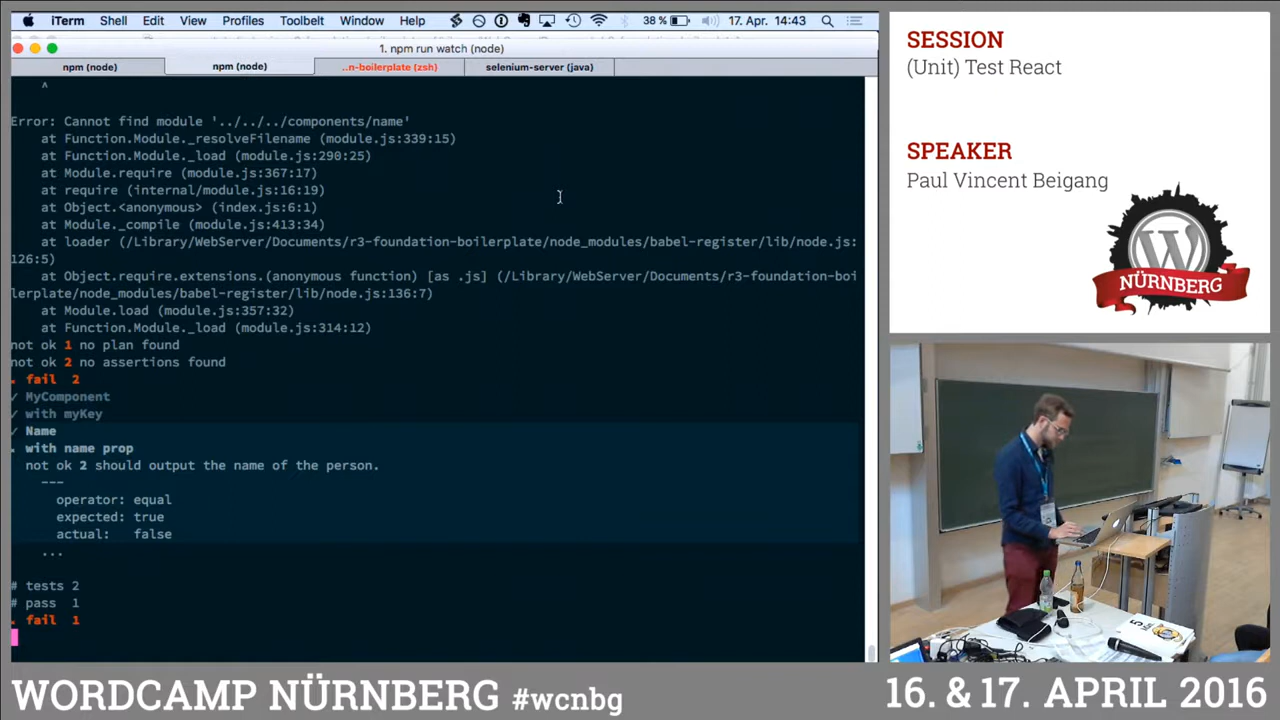 iTerm Shell Edit View Profiles Toolbelt Window Help 38 % 17. Apr. 14:43
1. npm run watch (node)
npm (node) npm (node) ..n-boilerplate (zsh) selenium-server (java)
^
Error: Cannot find module '../../../components/name'
at Function.Module._resolveFilename (module.js:339:15)
at Function.Module._load (module.js:290:25)
at Module.require (module.js:367:17)
at require (internal/module.js:16:19)
at Object.<anonymous> (index.js:6:1)
at Module._compile (module.js:413:34)
at loader (/Library/WebServer/Documents/r3-foundation-boilerplate/node_modules/babel-register/lib/node.js:
126:5)
at Object.require.extensions.(anonymous function) [as .js] (/Library/WebServer/Documents/r3-foundation-boi
lerplate/node_modules/babel-register/lib/node.js:136:7)
at Module.load (module.js:357:32)
at Function.Module._load (module.js:314:12)
not ok 1 no plan found
not ok 2 no assertions found
. fail 2
✓ MyComponent
✓ with myKey
✓ Name
. with name prop
not ok 2 should output the name of the person.
---
operator: equal
expected: true
actual: false
...
# tests 2
# pass 1
. fail 1
SESSION
(Unit) Test React
SPEAKER
Paul Vincent Beigang
W
NÜRNBERG
WORDCAMP NÜRNBERG #wcnbg
16. & 17. APRIL 2016